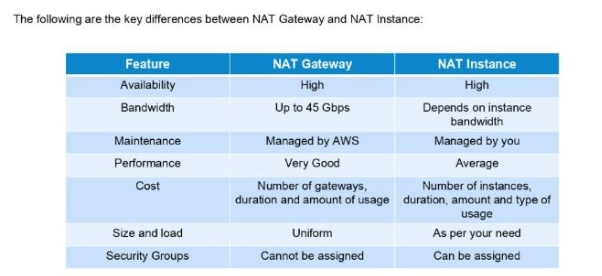 The following are the key differences between NAT Gateway and NAT Instance:
Feature NAT Gateway NAT Instance
Availability High High
Bandwidth Up to 45 Gbps Depends on instance
bandwidth
Maintenance Managed by AWS Managed by you
Performance Very Good Average
Cost Number of gateways, Number of instances,
duration and amount of usage duration, amount and type of
usage
Size and load Uniform As per your need
Security Groups Cannot be assigned Can be assigned